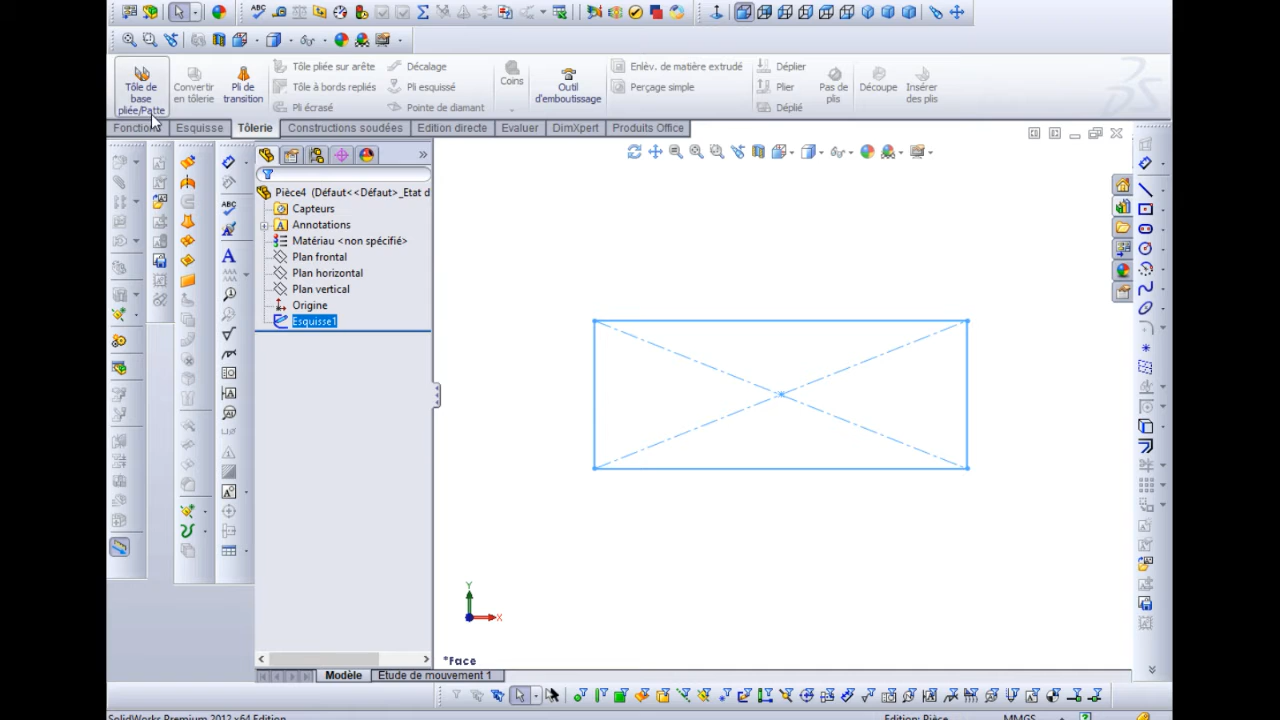 Tôle de base pliée/Patte
Convertir en tôlerie
Pli de transition
Tôle pliée sur arête
Tôle à bords repliés
Pli écrasé
Décalage
Pli esquissé
Pointe de diamant
Coins
Outil d'emboutissage
Enlèv. de matière extrudé
Perçage simple
Déplier
Plier
Déplié
Pas de plis
Découpe
Insérer des plis
Fonctions
Esquisse
Tôlerie
Constructions soudées
Edition directe
Evaluer
DimXpert
Produits Office
Pièce4 (Défaut<<Défaut>_Etat d
Capteurs
Annotations
Matériau <non spécifié>
Plan frontal
Plan horizontal
Plan vertical
Origine
Esquisse1
Y
X
*Face
Modèle
Etude de mouvement 1
SolidWorks Premium 2012 x64 Edition
Edition: Pièce
MMGS